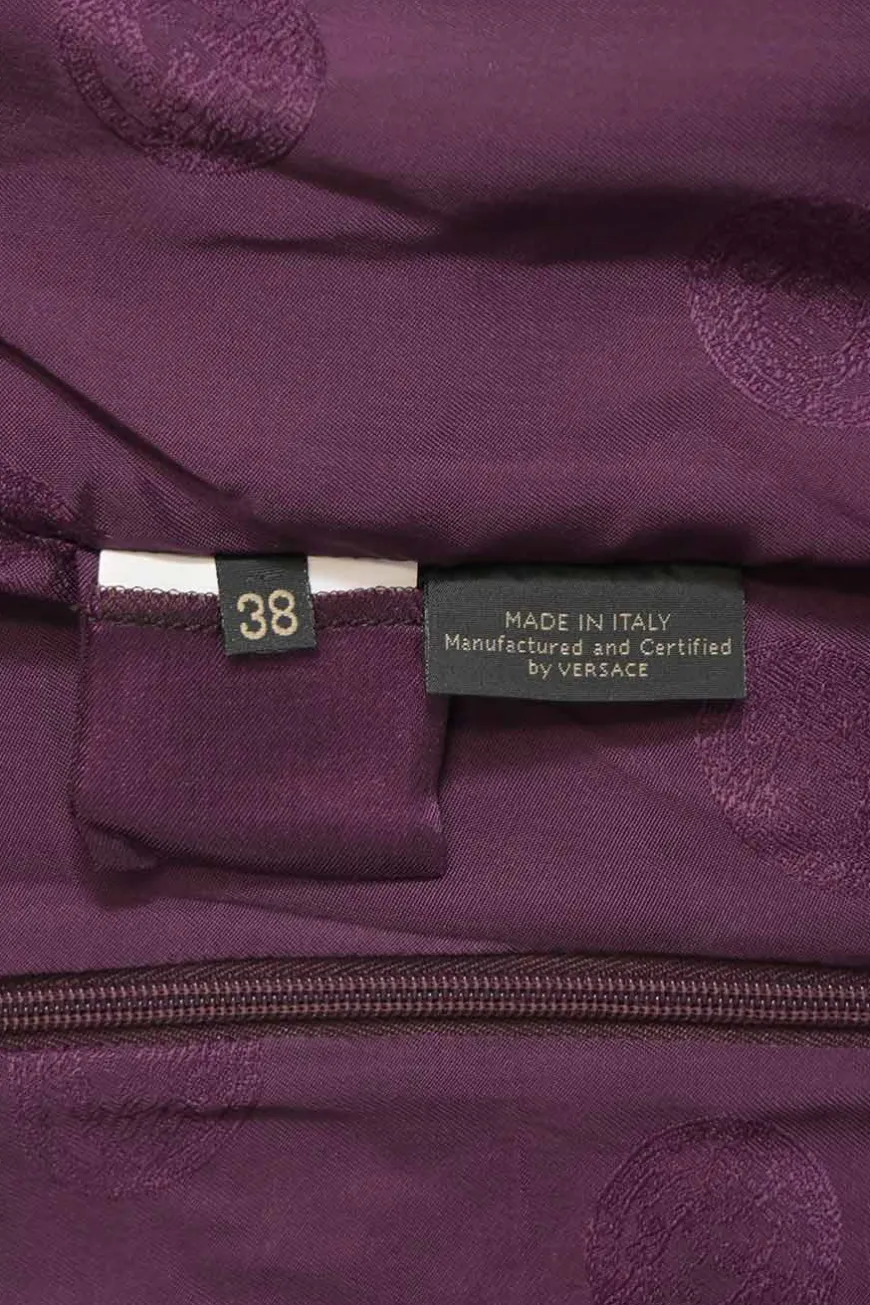 38
MADE IN ITALY
Manufactured and Certified
by VERSACE